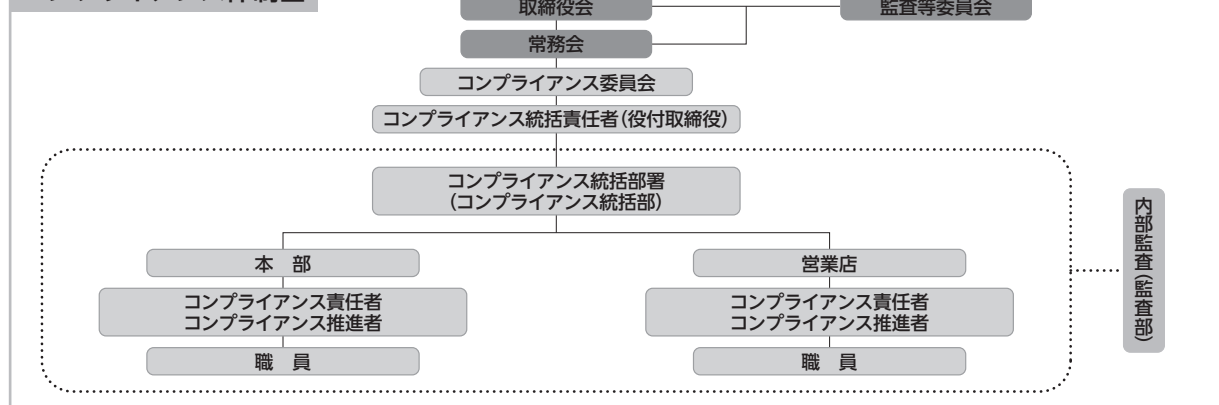 取締役会
監査等委員会
常務会
コンプライアンス委員会
コンプライアンス統括責任者(役付取締役)
コンプライアンス統括部署
(コンプライアンス統括部)
本　部
営業店
コンプライアンス責任者
コンプライアンス推進者
コンプライアンス責任者
コンプライアンス推進者
職　員
職　員
内部監査(監査部)